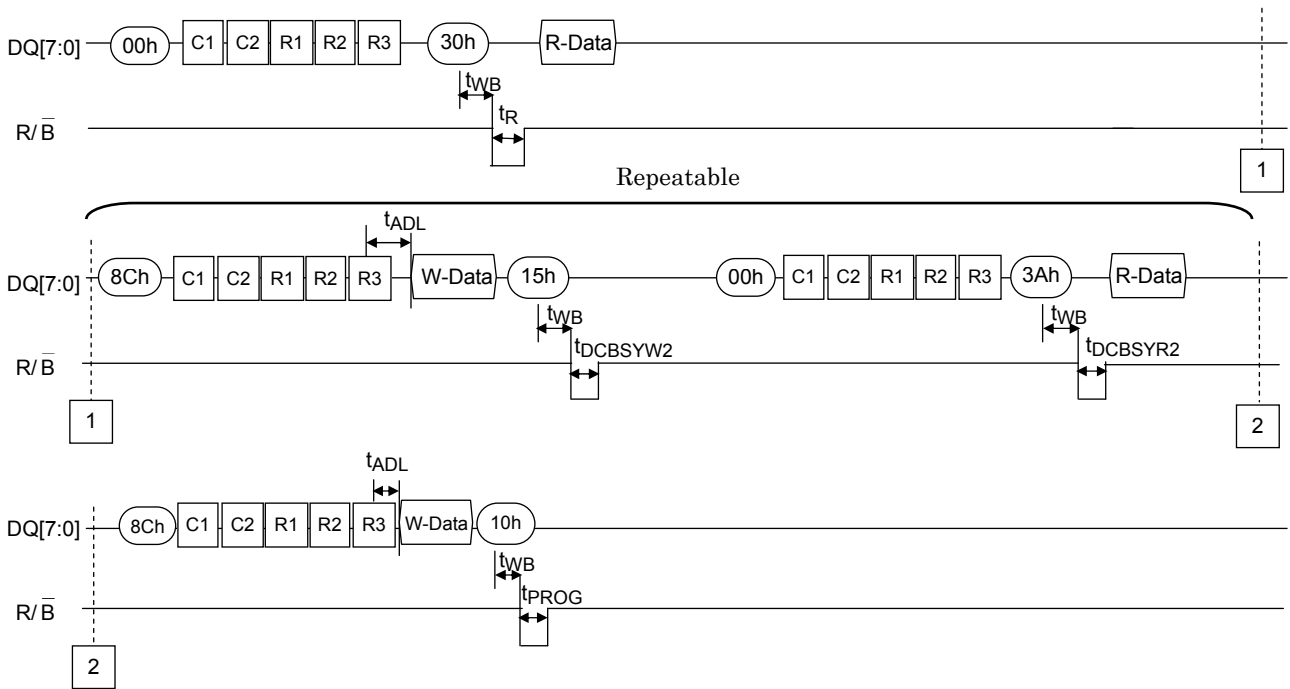 DQ[7:0] 00h C1 C2 R1 R2 R3 30h R-Data
tWB
tR
R/B̅
1
Repeatable
tADL
DQ[7:0] 8Ch C1 C2 R1 R2 R3 W-Data 15h 00h C1 C2 R1 R2 R3 3Ah R-Data
tWB tWB
tDCBSYW2 tDCBSYR2
R/B̅
1 2
tADL
DQ[7:0] 8Ch C1 C2 R1 R2 R3 W-Data 10h
tWB
tPROG
R/B̅
2